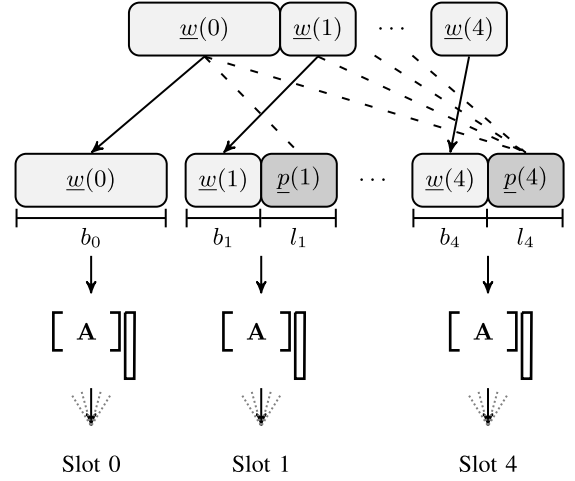 w(0) w(1) ··· w(4)
w(0) w(1) p(1) ··· w(4) p(4)
b₀ b₁ l₁ b₄ l₄
[ A ] [ A ] [ A ]
Slot 0 Slot 1 Slot 4